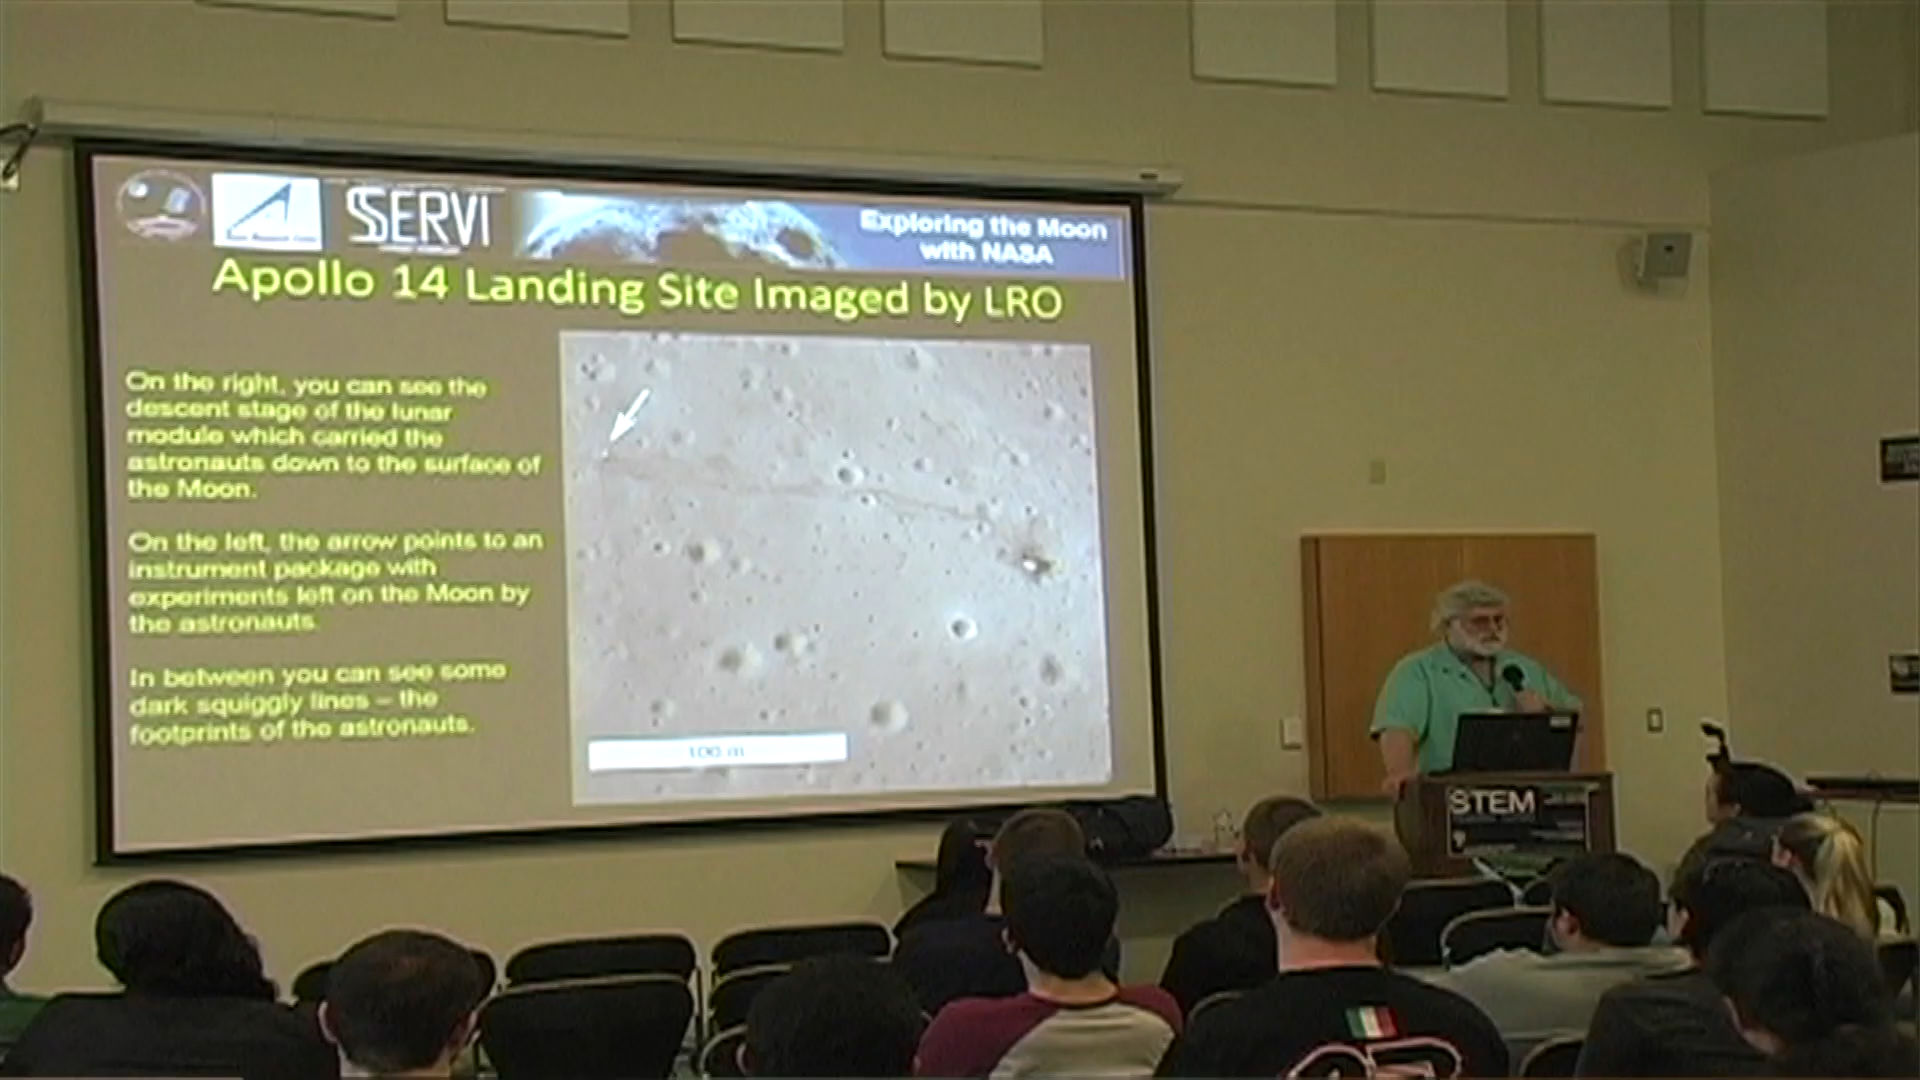 SSERVI
Exploring the Moon
with NASA
Apollo 14 Landing Site Imaged by LRO
On the right, you can see the
descent stage of the lunar
module which carried the
astronauts down to the surface of
the Moon.
On the left, the arrow points to an
instrument package with
experiments left on the Moon by
the astronauts
In between you can see some
dark squiggly lines – the
footprints of the astronauts.
100 m
STEM